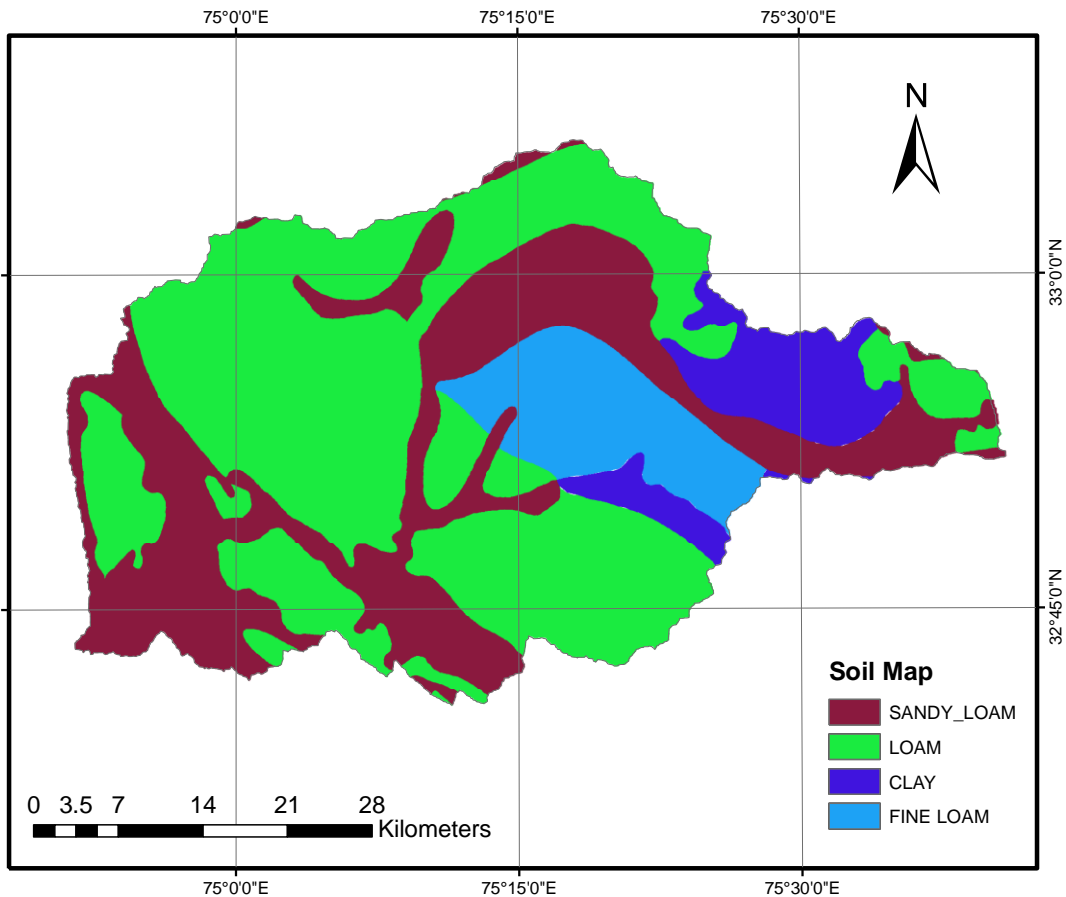 75°0'0"E 75°15'0"E 75°30'0"E
N
33°0'0"N
32°45'0"N
Soil Map
SANDY_LOAM
LOAM
CLAY
FINE LOAM
0 3.5 7 14 21 28
Kilometers
75°0'0"E 75°15'0"E 75°30'0"E